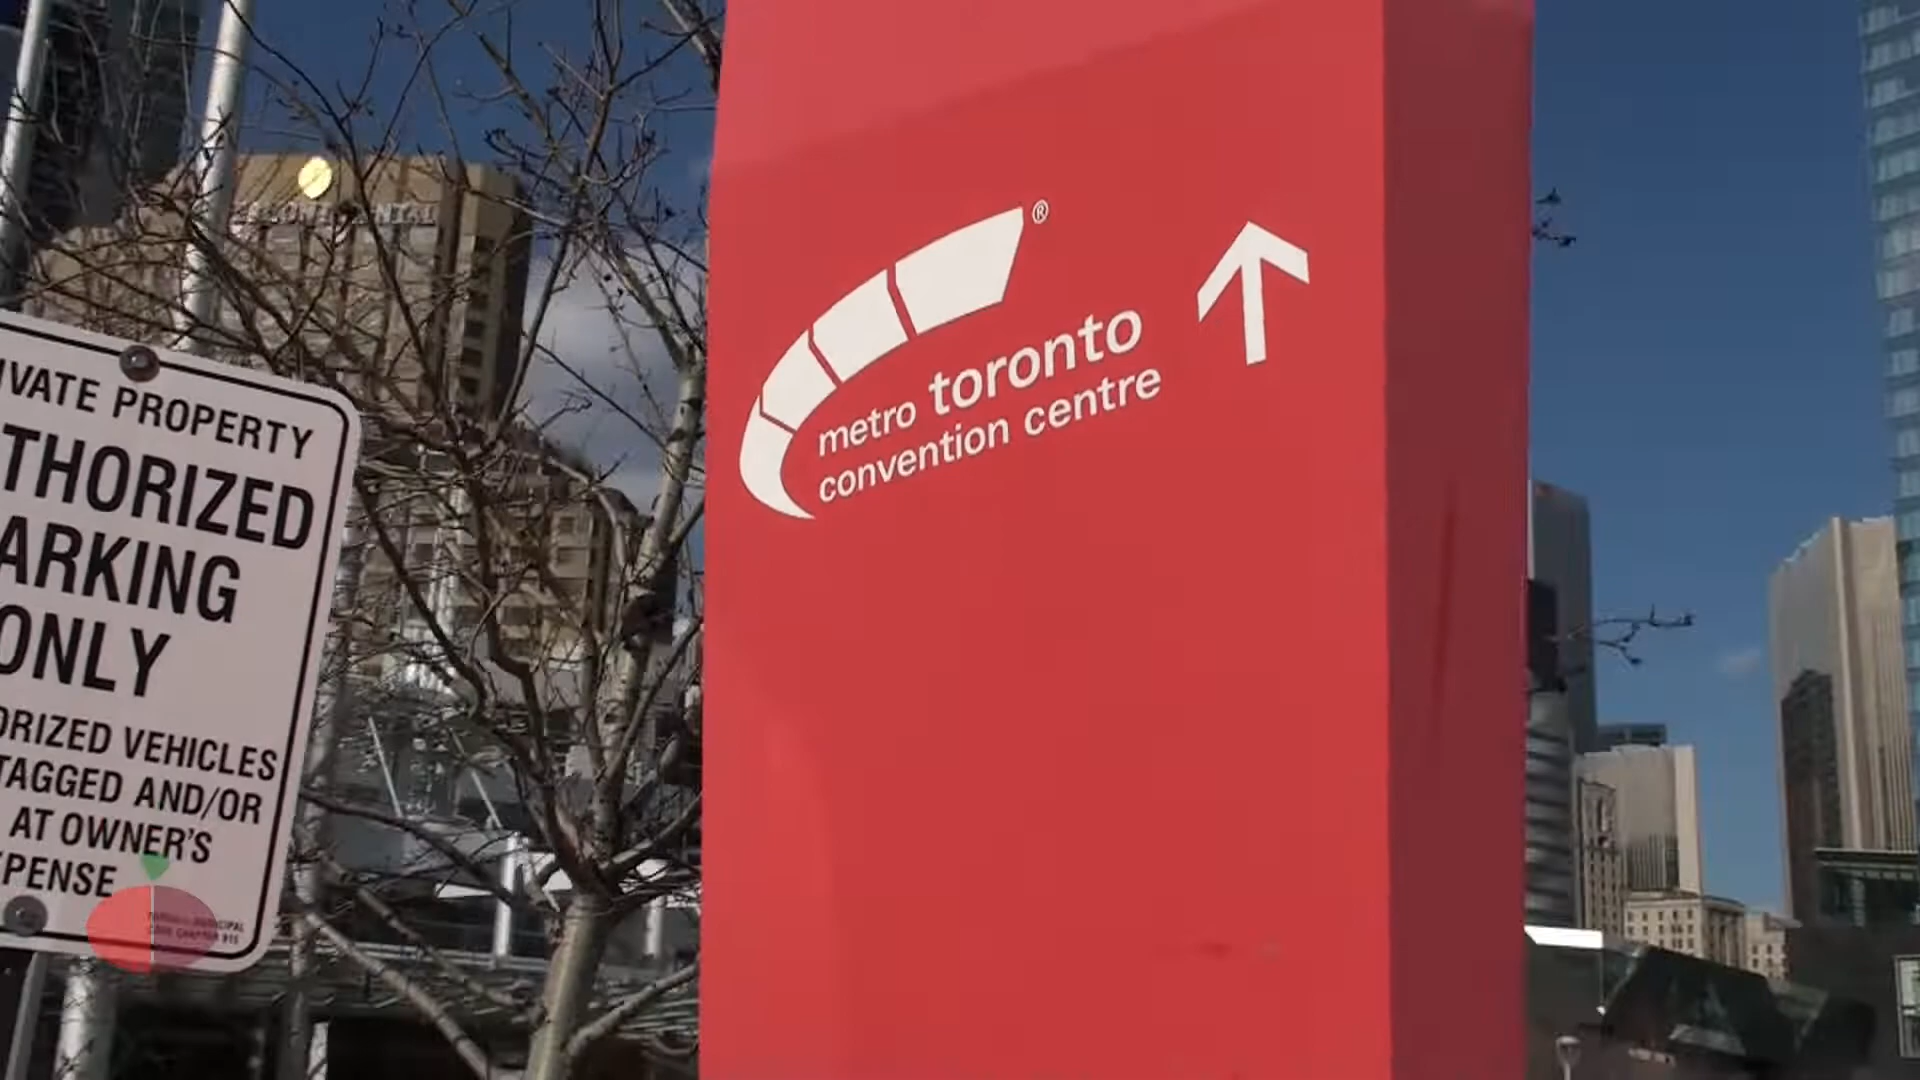 IVATE PROPERTY
THORIZED
ARKING
ONLY
ORIZED VEHICLES
TAGGED AND/OR
AT OWNER'S
PENSE
®
metro toronto
convention centre